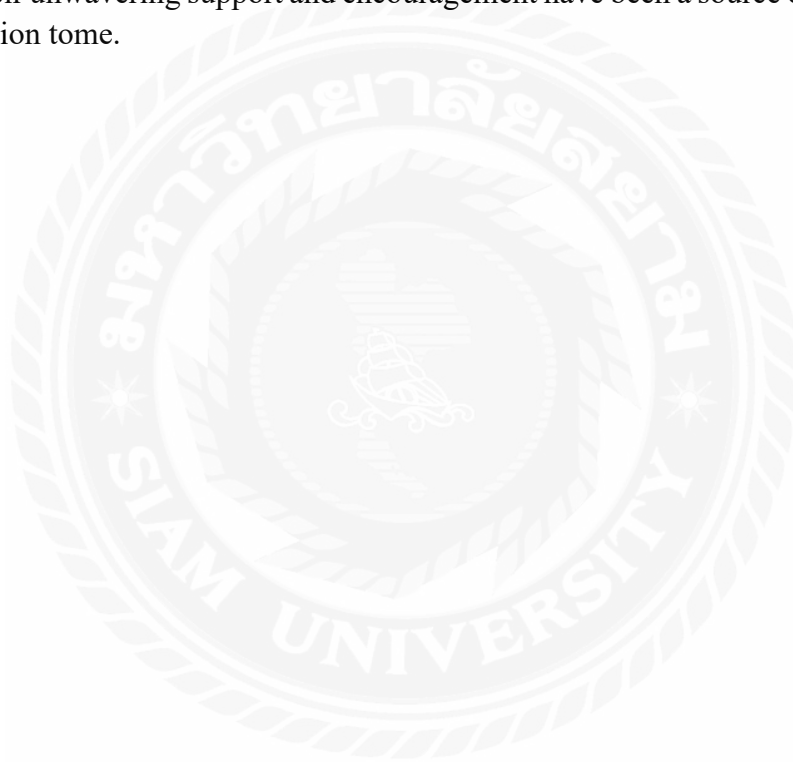 unwavering support and encouragement have been a source
ion tome.
มหาวิทยาลัยสยาม
SIAM UNIVERSITY